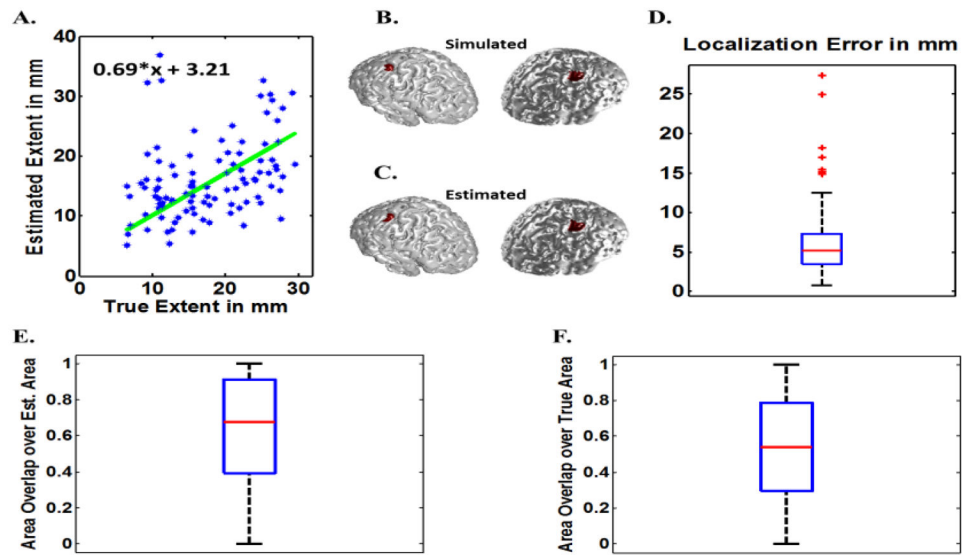 A.
40
30
20
10
0
0
10
20
30
Estimated Extent in mm
True Extent in mm
0.69*x + 3.21
B.
Simulated
C.
Estimated
D.
Localization Error in mm
25
20
15
10
5
0
E.
Area Overlap over Est. Area
1
0.8
0.6
0.4
0.2
0
F.
Area Overlap over True Area
1
0.8
0.6
0.4
0.2
0